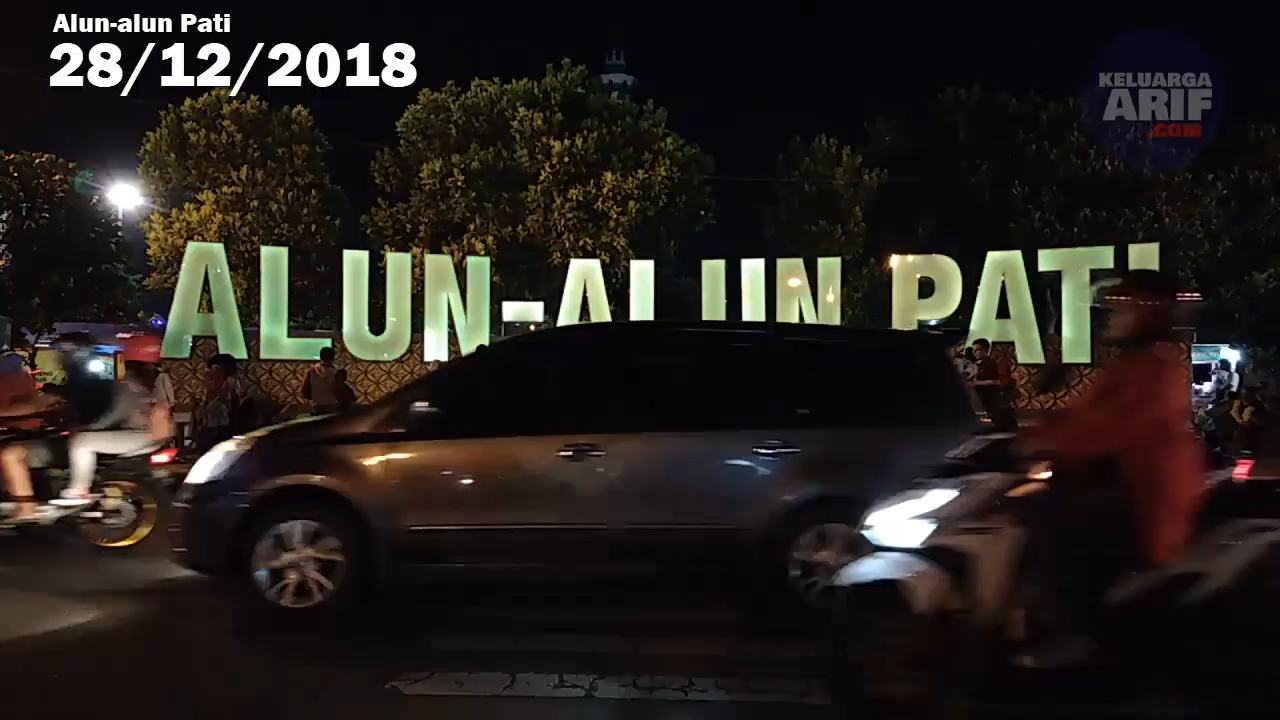 Alun-alun Pati
28/12/2018
KELUARGA
ARIF
.COM
ALUN-ALUN PATI